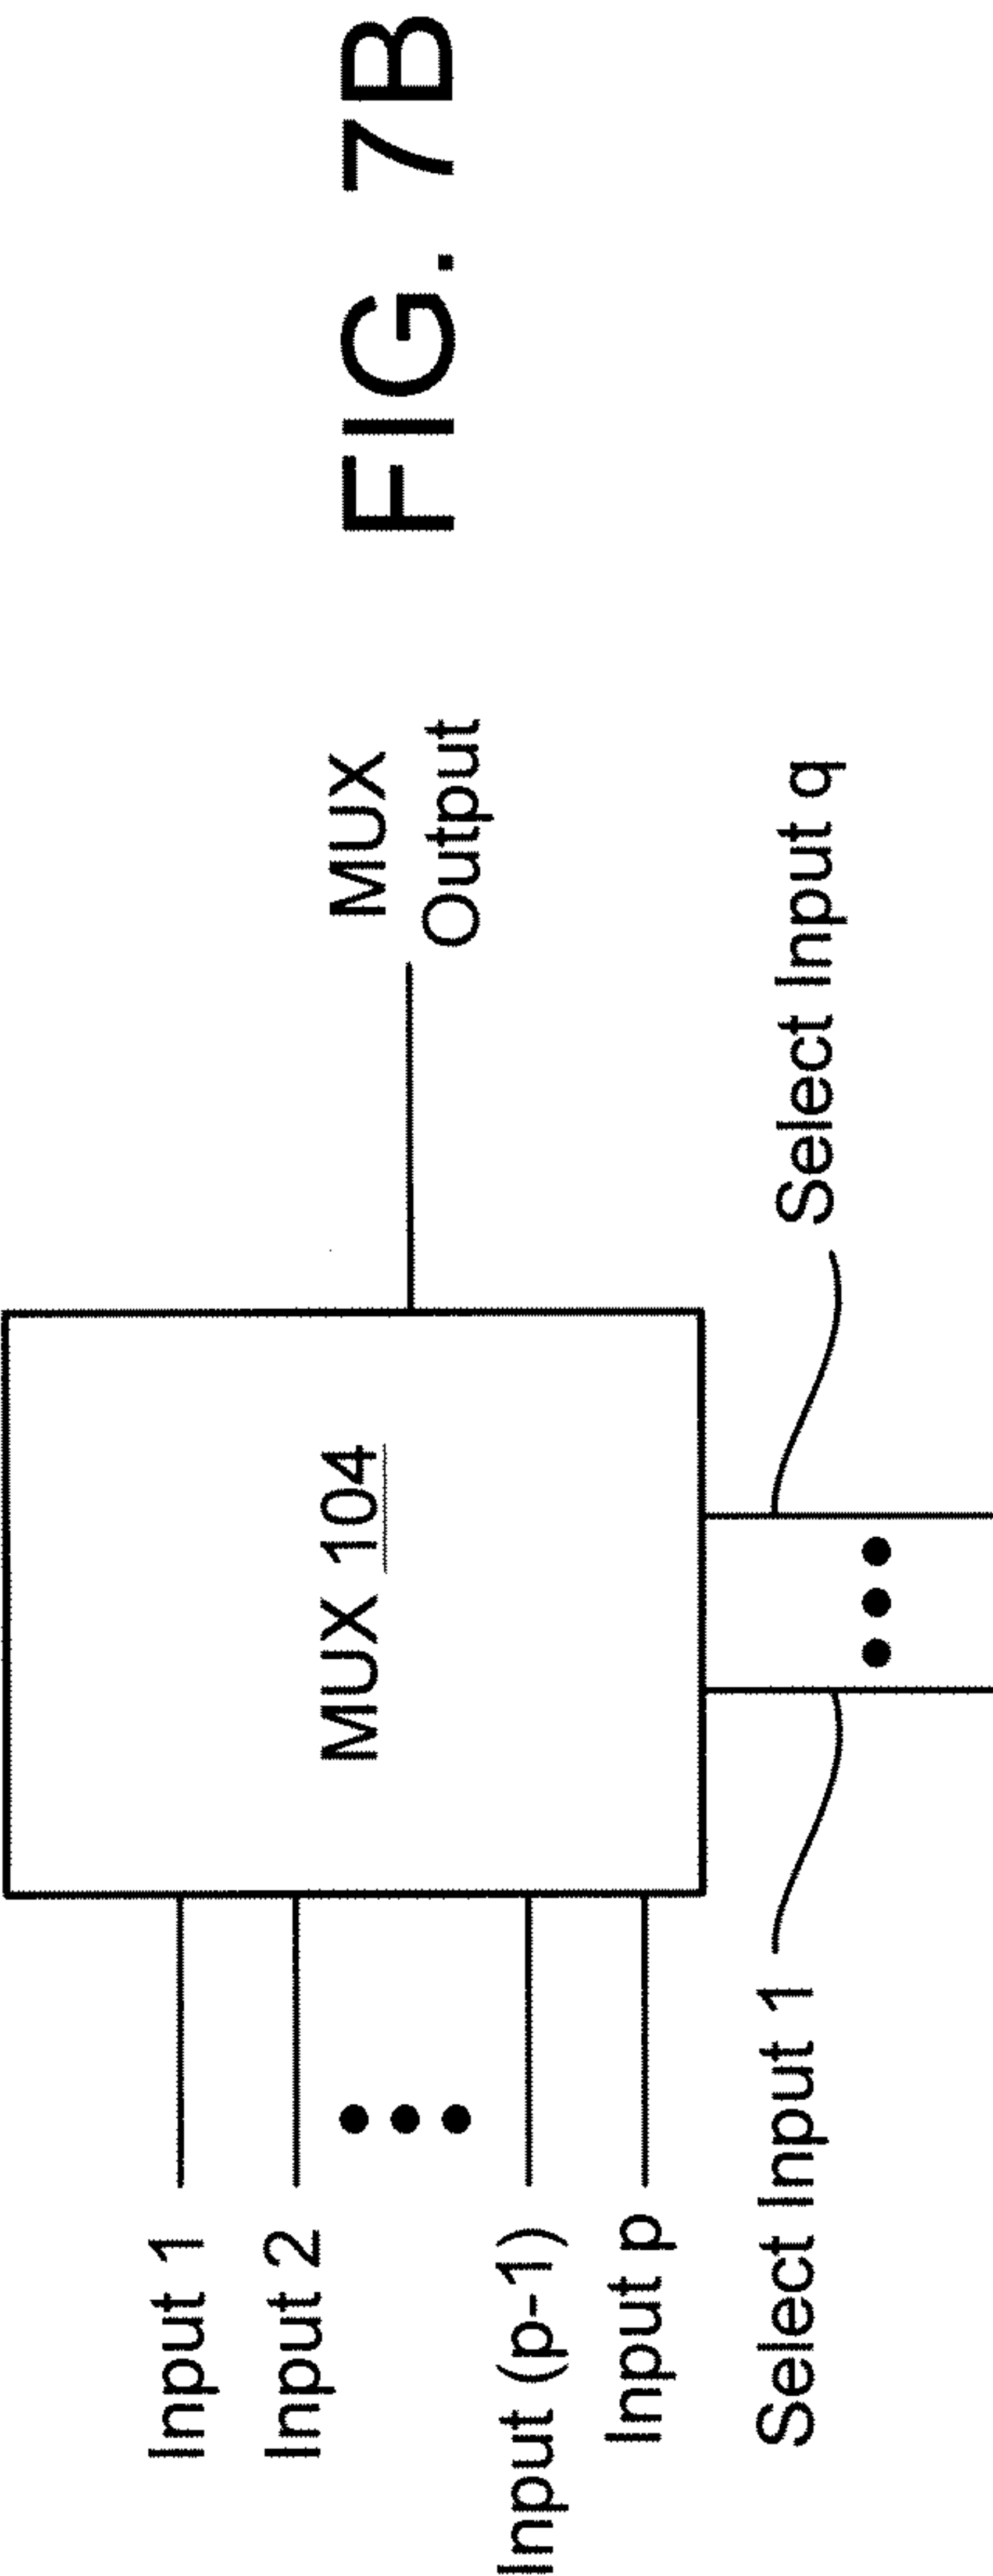 Input 1
Input 2
Input (p-1)
Input p
MUX 104
MUX
Output
Select Input 1
Select Input q
FIG. 7B